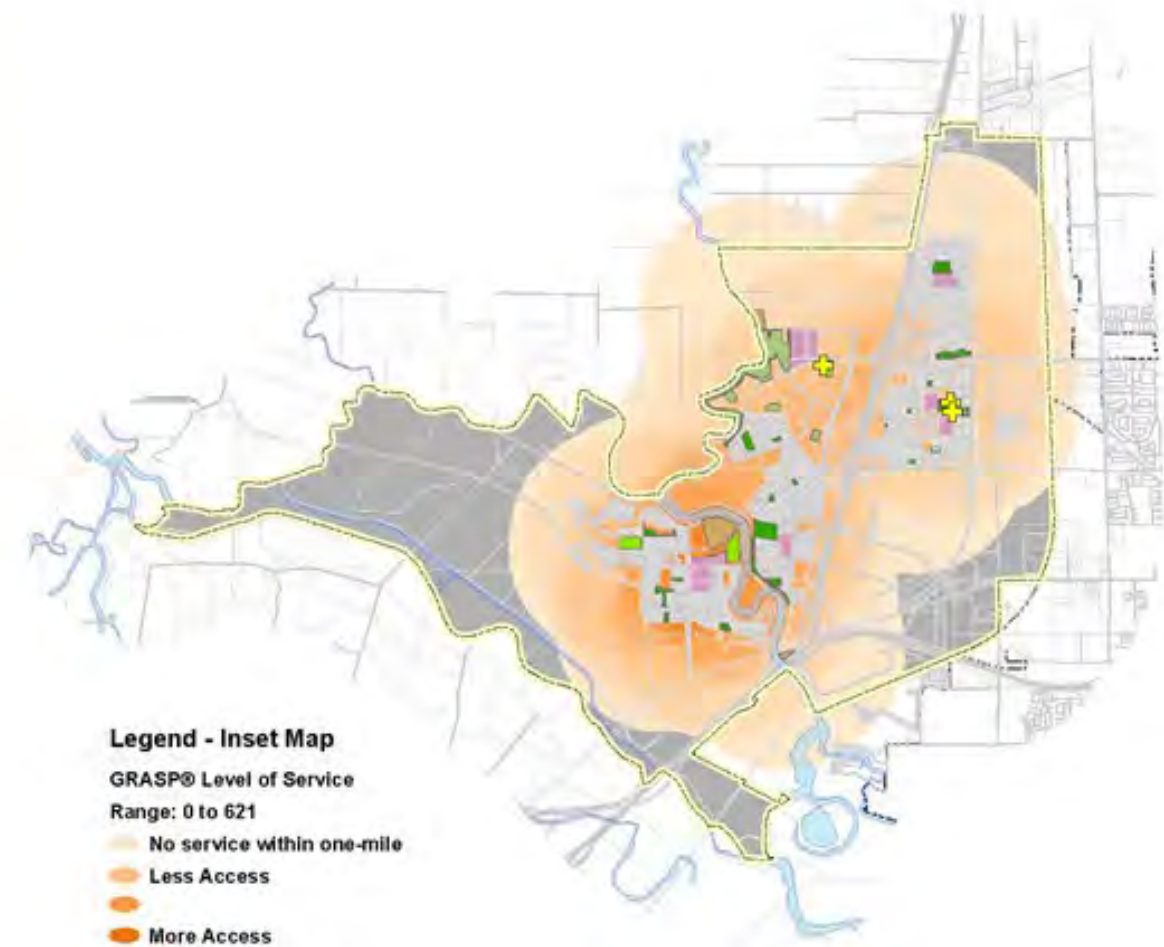 Legend - Inset Map
GRASP® Level of Service
Range: 0 to 621
No service within one-mile
Less Access
More Access